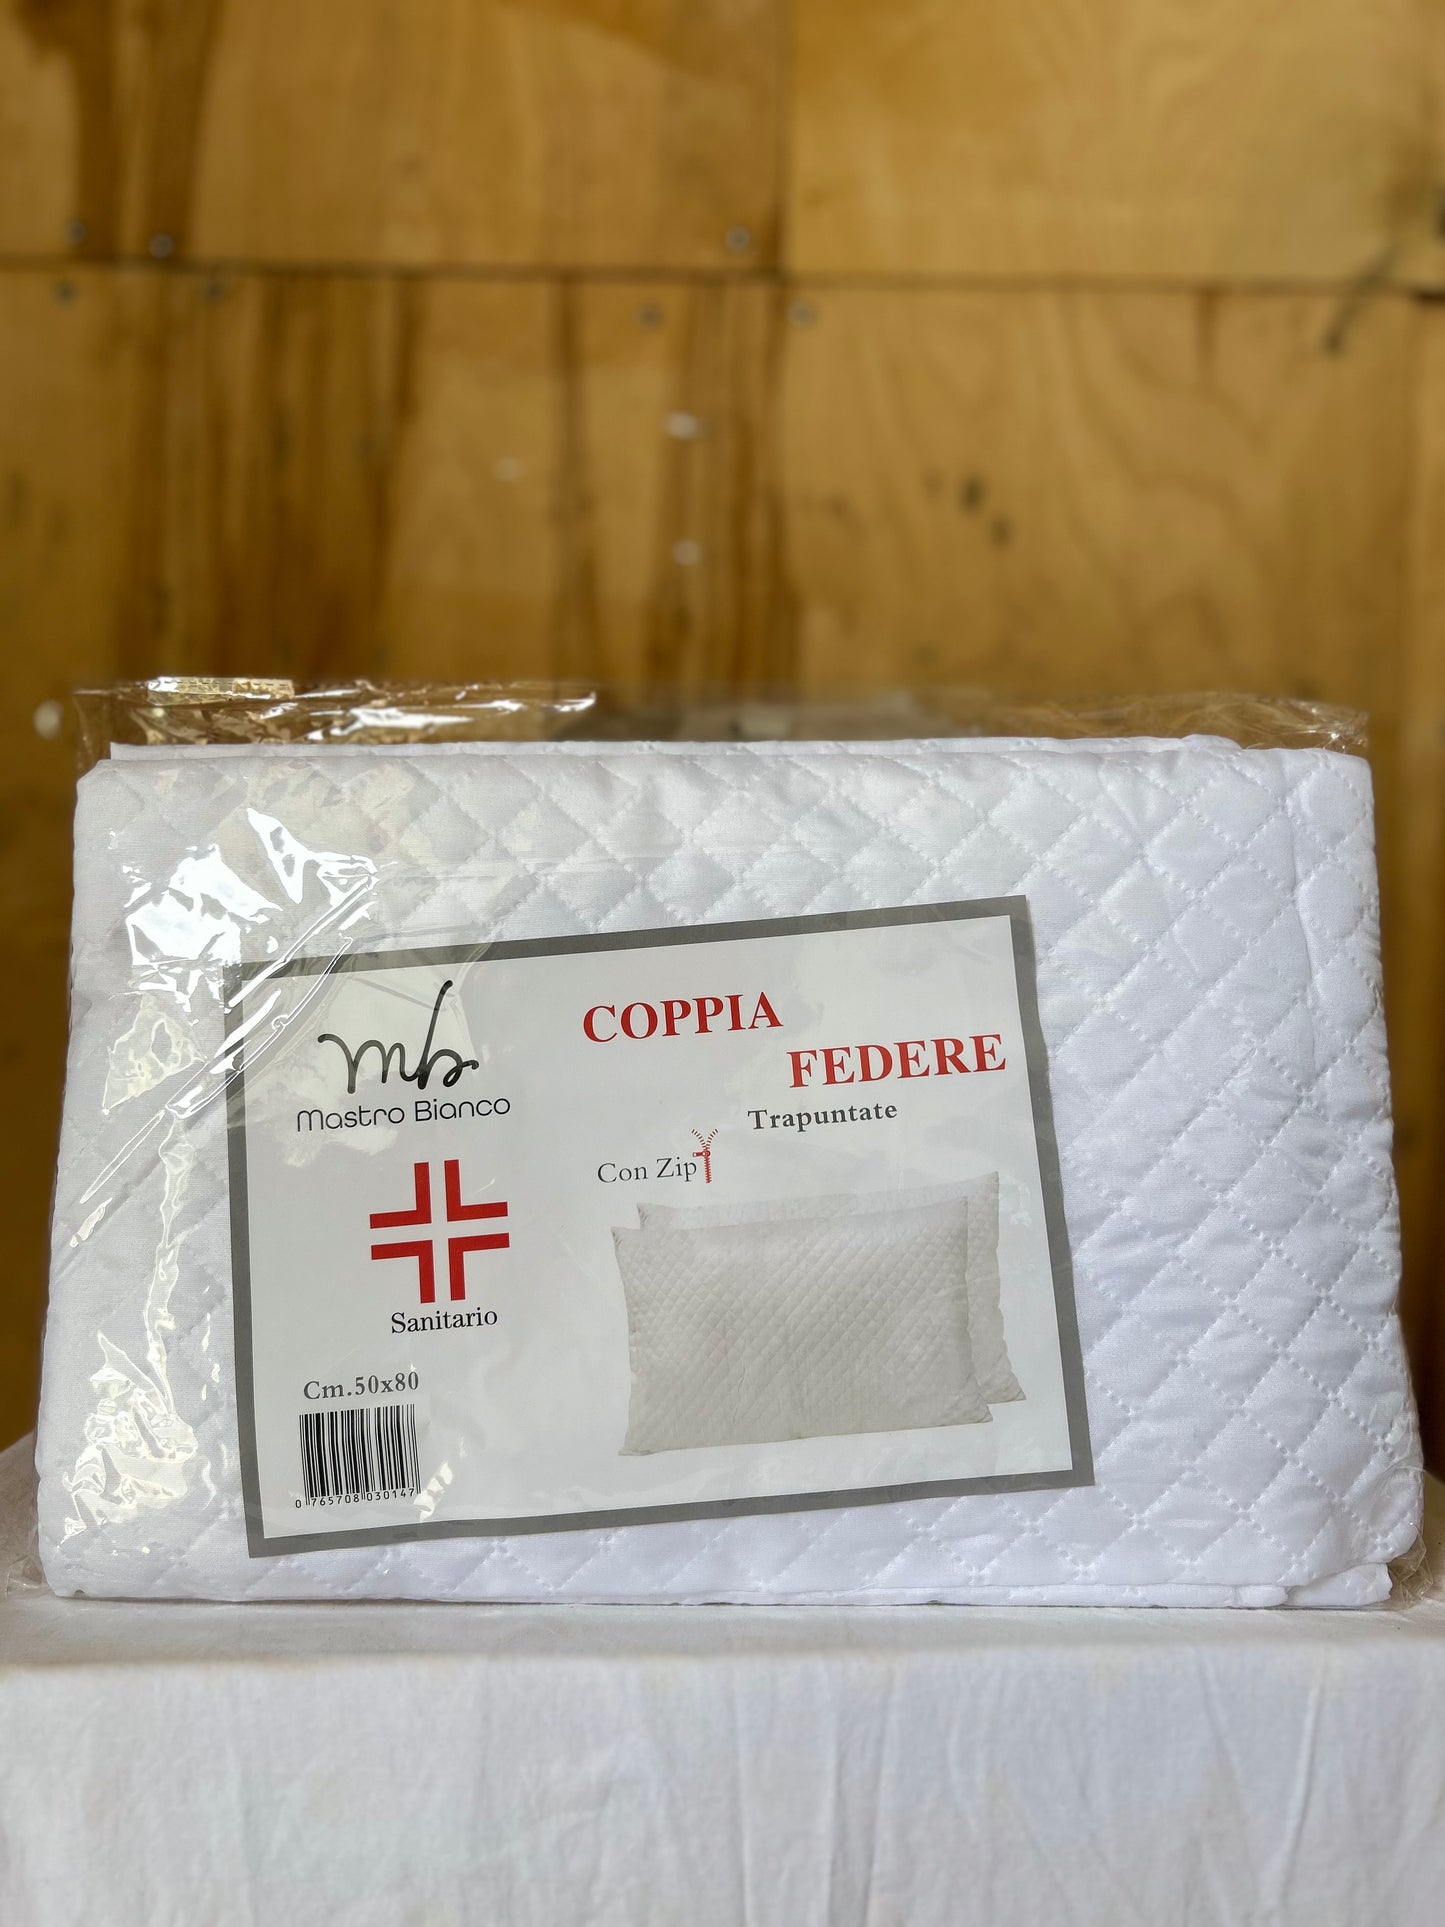 mb
Mastro Bianco
COPPIA
FEDERE
Trapuntate
Con Zip
Sanitario
Cm.50x80
0 765708 030147